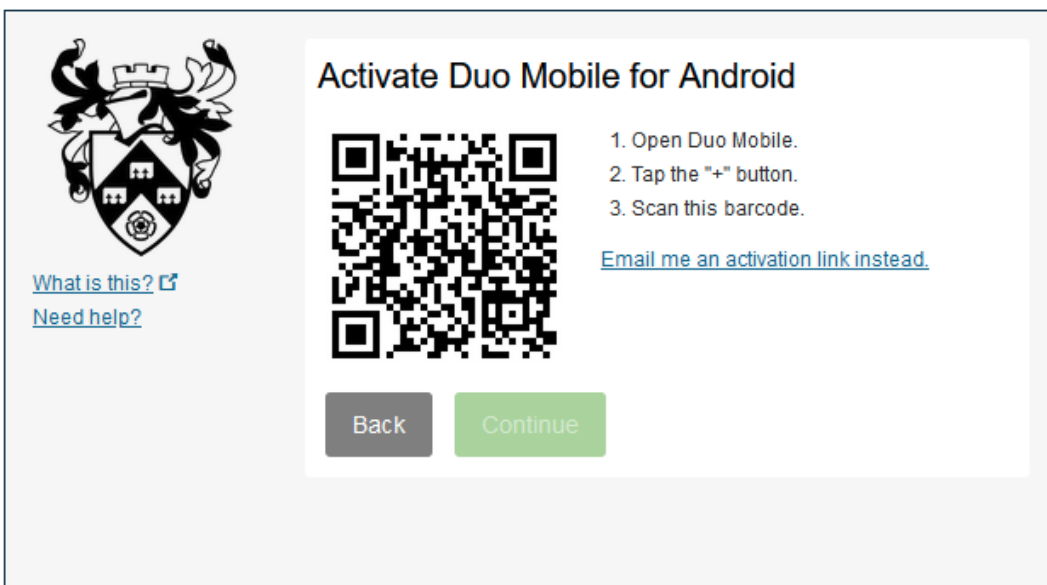 Activate Duo Mobile for Android
1. Open Duo Mobile.
2. Tap the "+" button.
3. Scan this barcode.
Email me an activation link instead.
What is this?
Need help?
Back
Continue